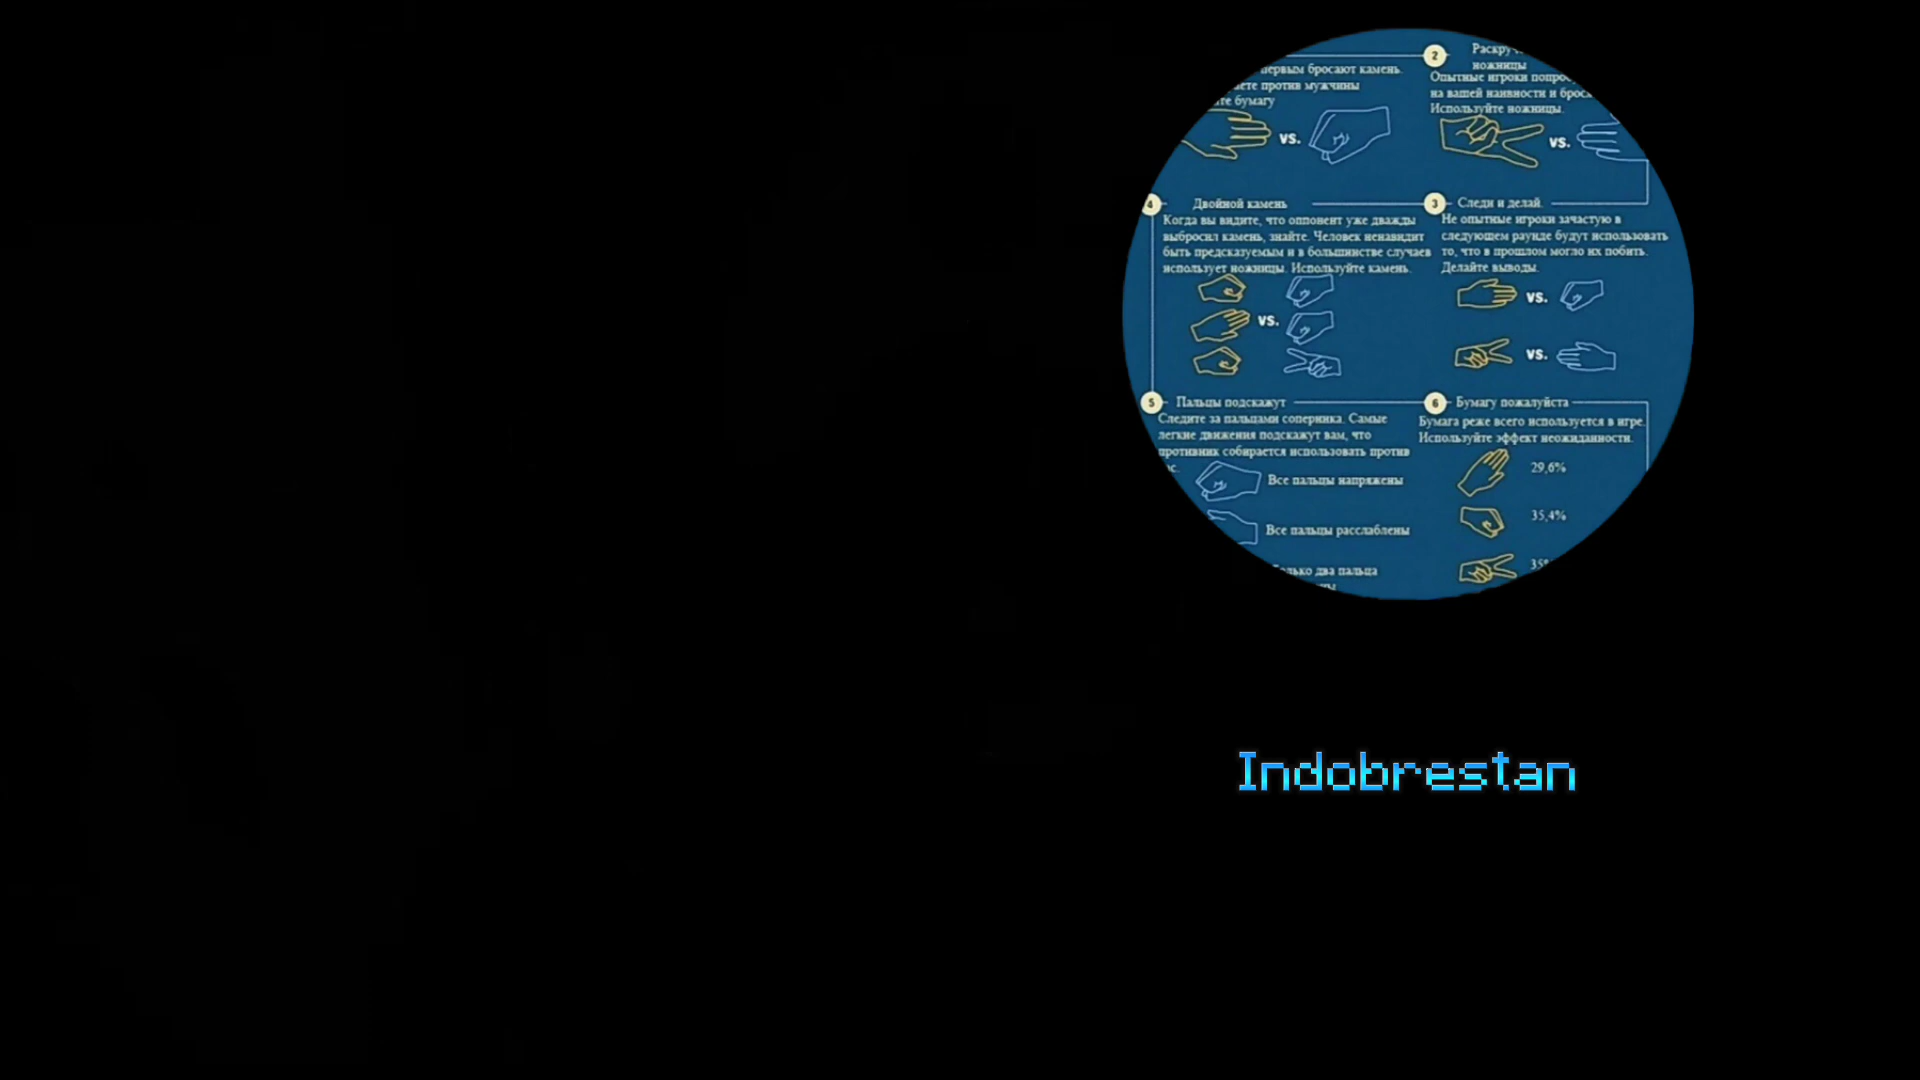 2
Раскру
ножницы
первым бросают камень.
против мужчины
бумагу
vs.
Опытные игроки
на вашей наивности и
Используйте ножницы.
vs.
4
Двойной камень
Когда вы видите, что оппонент уже дважды
выбросил камень, знайте. Человек ненавидит
быть предсказуемым и в большинстве случаев
использует ножницы. Используйте камень.
vs.
3
Следи и делай.
Не опытные игроки зачастую в
следующем раунде будут использовать
то, что в прошлом могло их побить.
Делайте выводы.
vs.
vs.
5
Пальцы подскажут
Следите за пальцами соперника. Самые
легкие движения подскажут вам, что
противник собирается использовать против
Все пальцы напряжены
Все пальцы расслаблены
два пальца
6
Бумагу пожалуйста
Бумага реже всего используется в игре.
Используйте эффект неожиданности.
29,6%
35,4%
Indobrestan